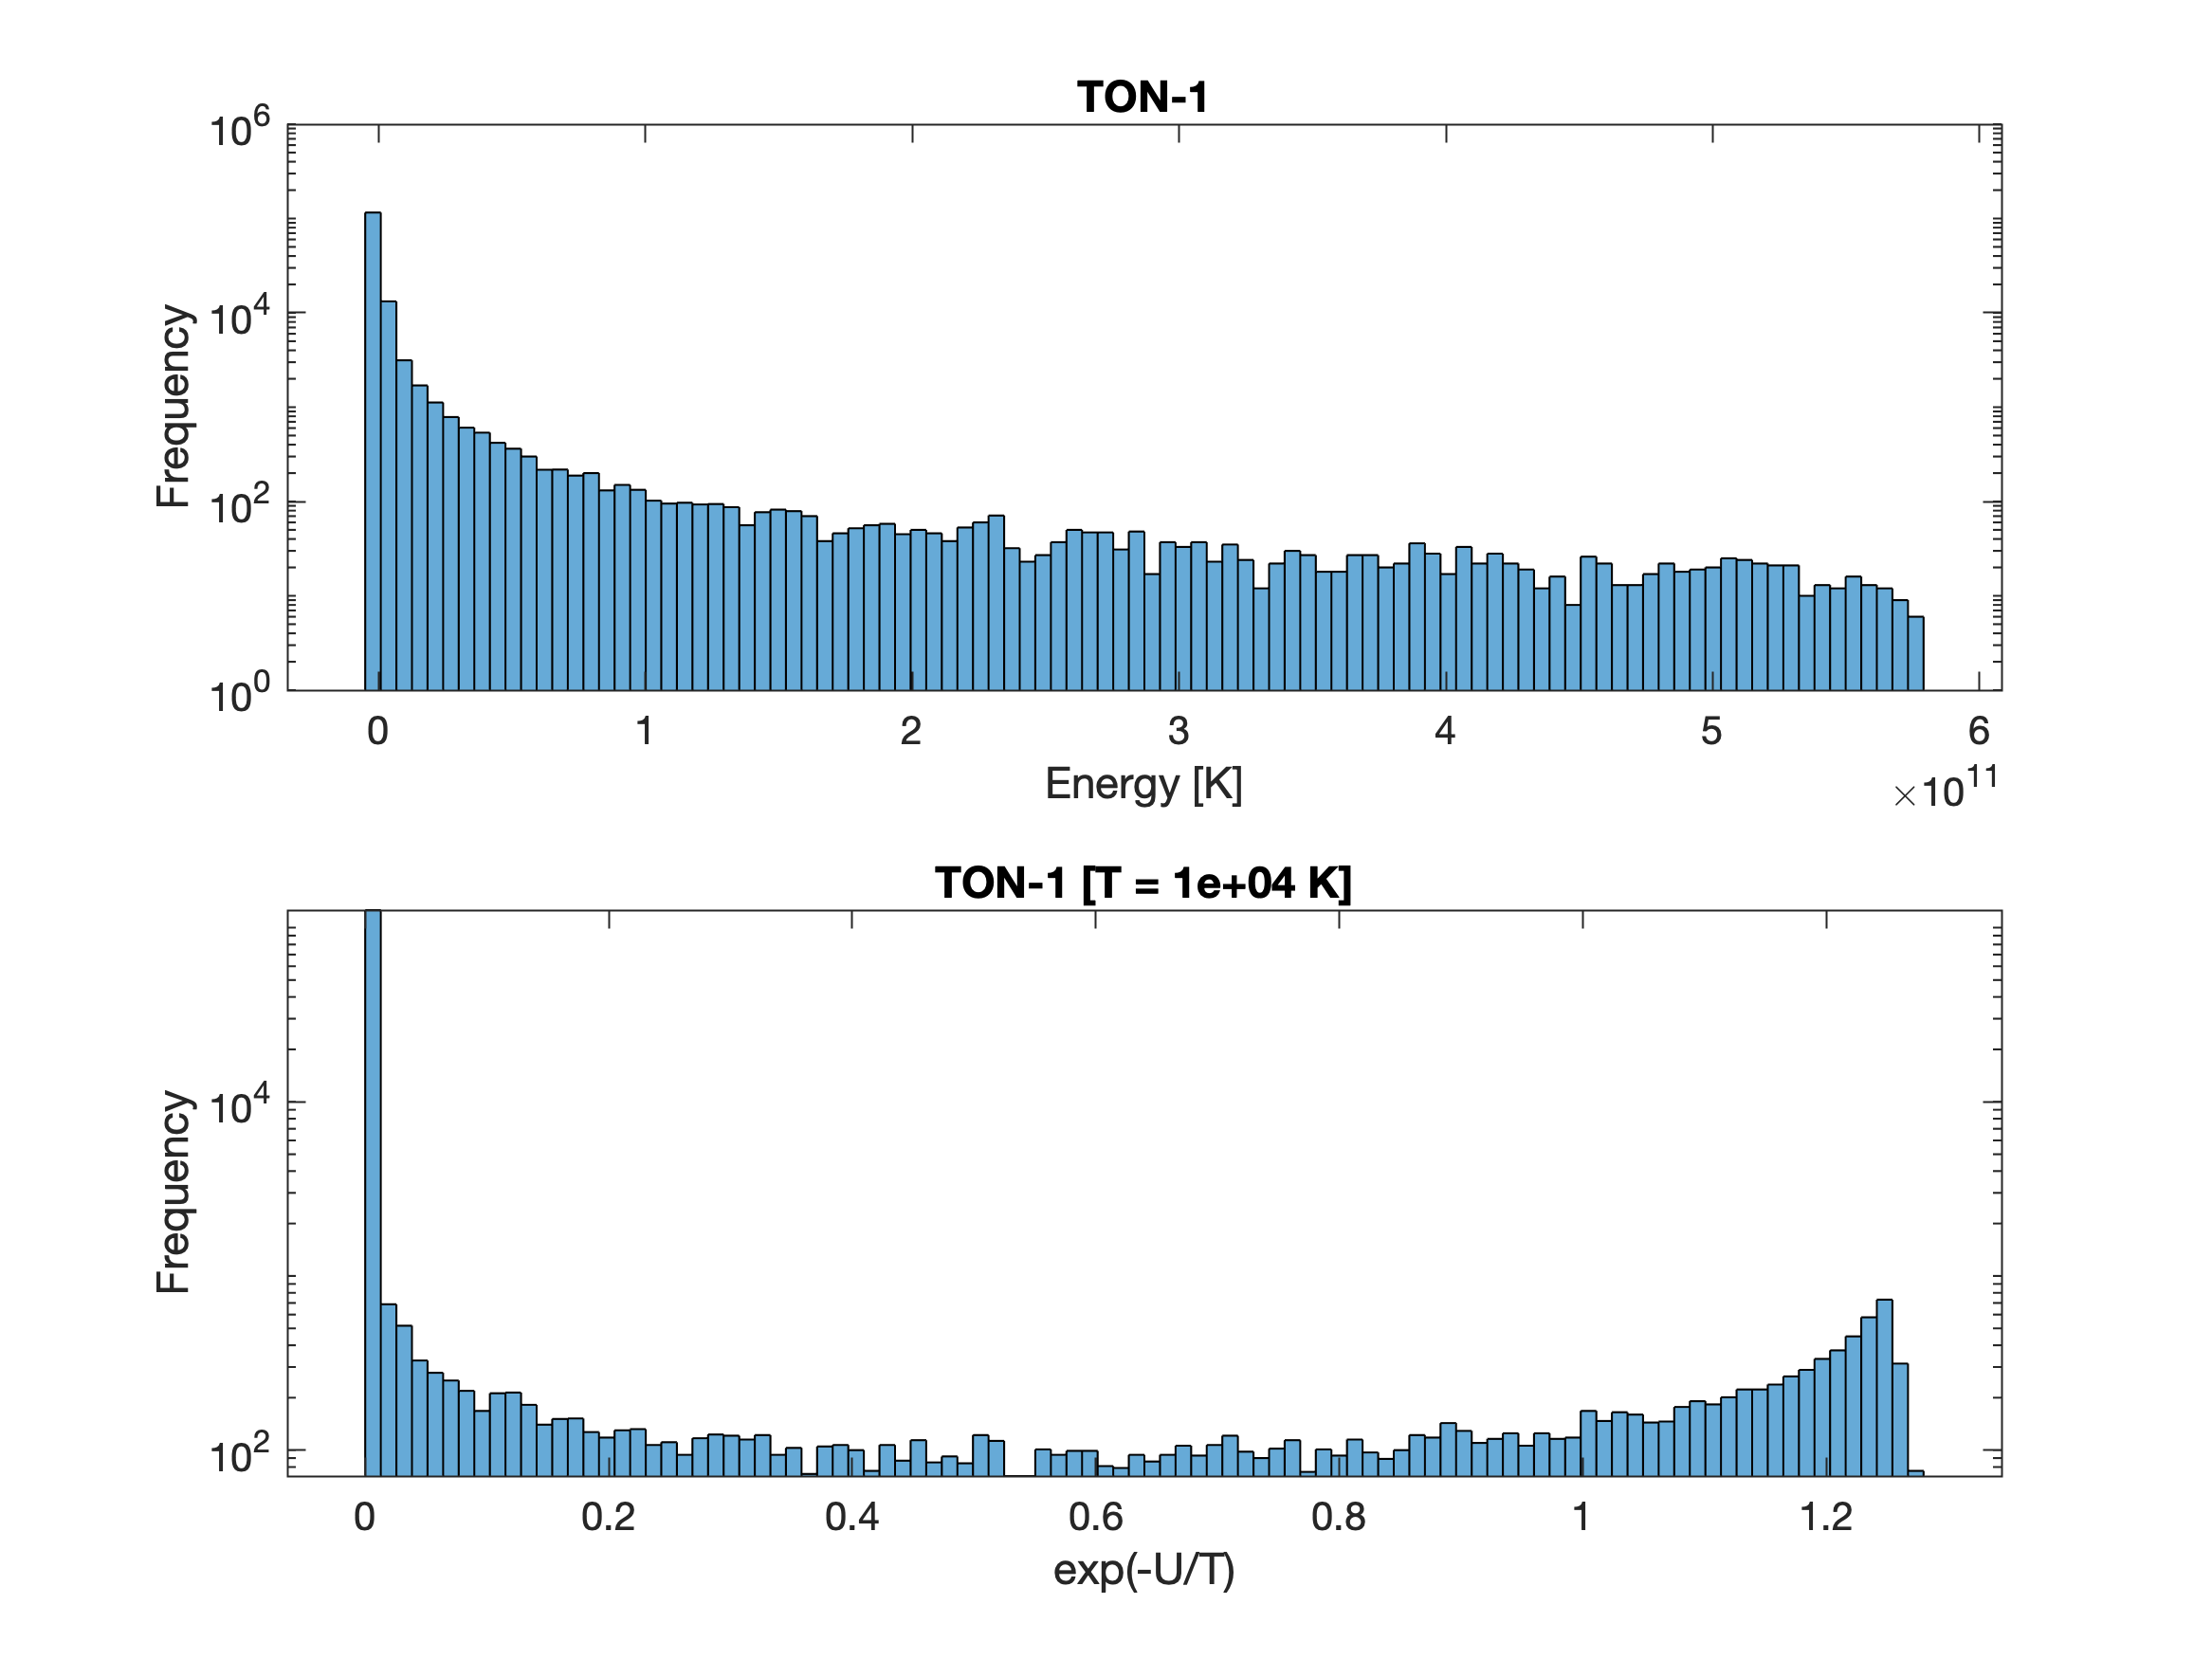 TON-1
10^6
10^4
10^2
10^0
Frequency
0 1 2 3 4 5 6
Energy [K]
×10^11
TON-1 [T = 1e+04 K]
10^4
10^2
Frequency
0 0.2 0.4 0.6 0.8 1 1.2
exp(-U/T)